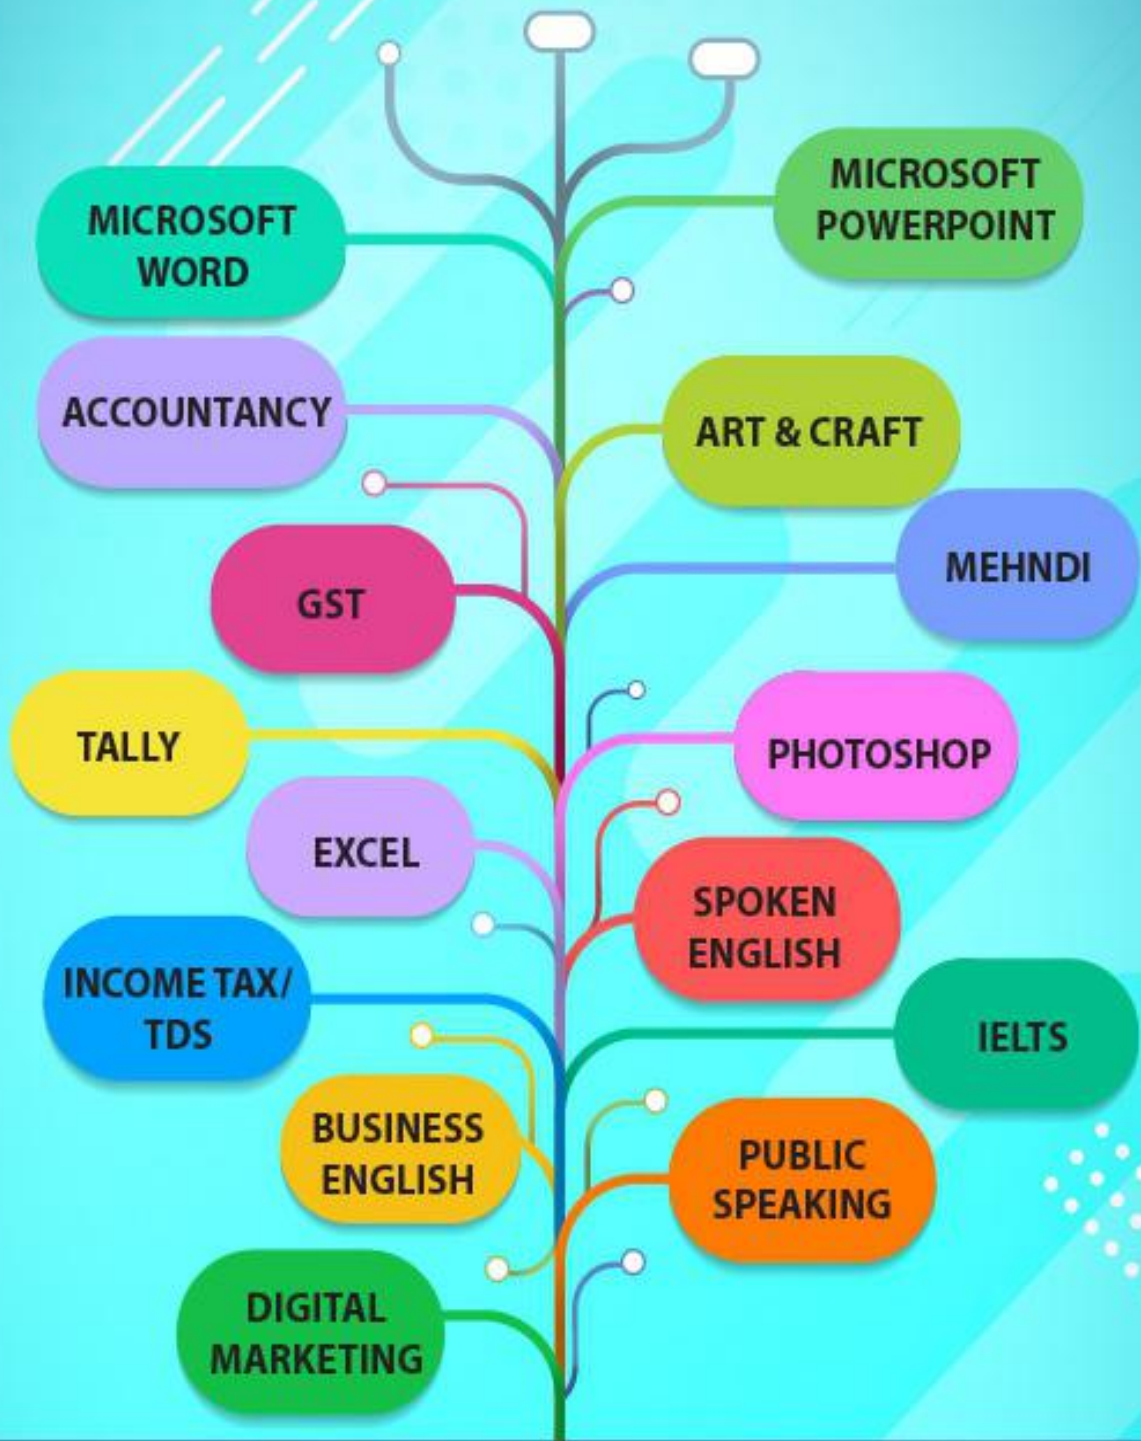 MICROSOFT
WORD
MICROSOFT
POWERPOINT
ACCOUNTANCY
ART & CRAFT
GST
MEHNDI
TALLY
PHOTOSHOP
EXCEL
SPOKEN
ENGLISH
INCOME TAX/
TDS
IELTS
BUSINESS
ENGLISH
PUBLIC
SPEAKING
DIGITAL
MARKETING